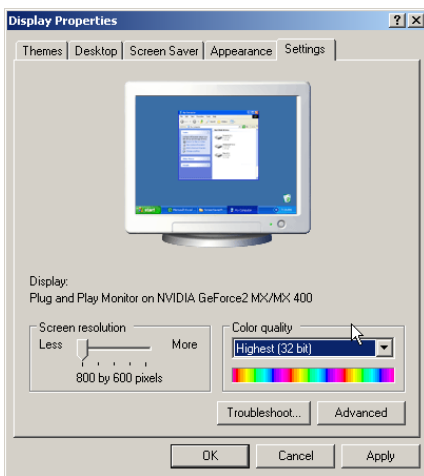 Display Properties
Themes Desktop Screen Saver Appearance Settings
Display:
Plug and Play Monitor on NVIDIA GeForce2 MX/MX 400
Screen resolution
Less More
800 by 600 pixels
Color quality
Highest (32 bit)
Troubleshoot... Advanced
OK Cancel Apply